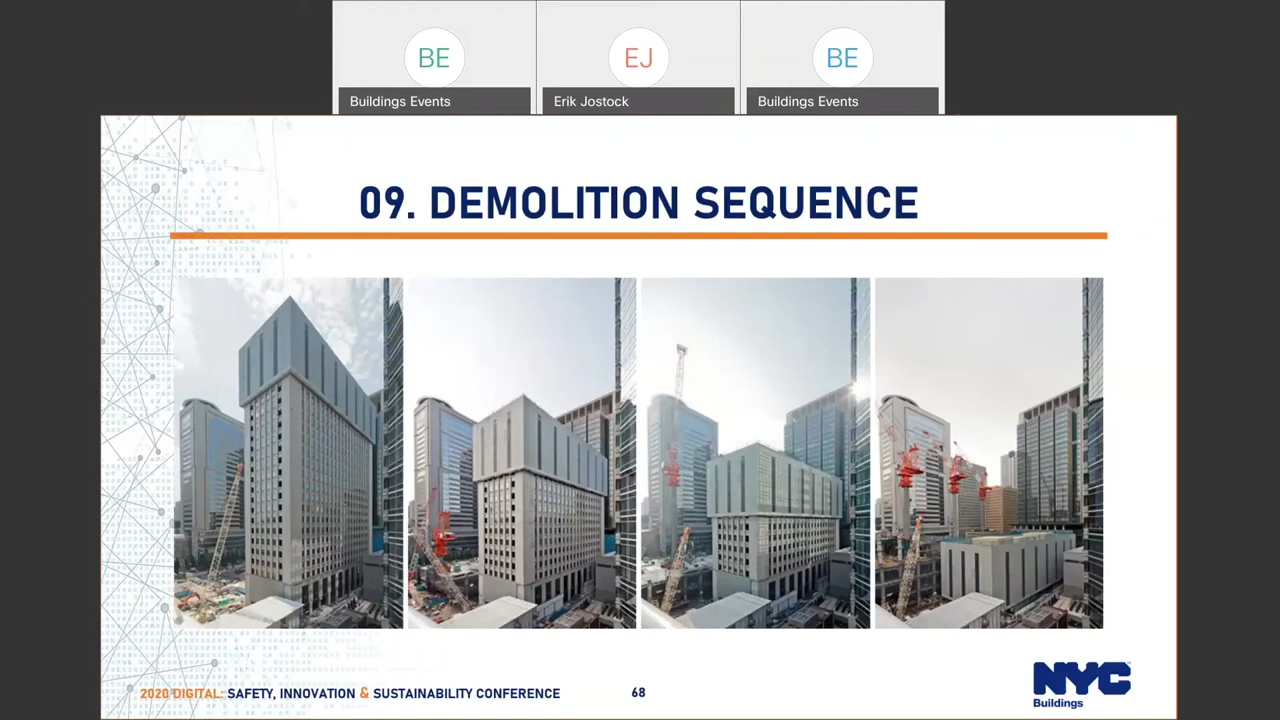 BE
EJ
BE
Buildings Events
Erik Jostock
Buildings Events
09. DEMOLITION SEQUENCE
2020 DIGITAL: SAFETY, INNOVATION & SUSTAINABILITY CONFERENCE
68
NYC
Buildings